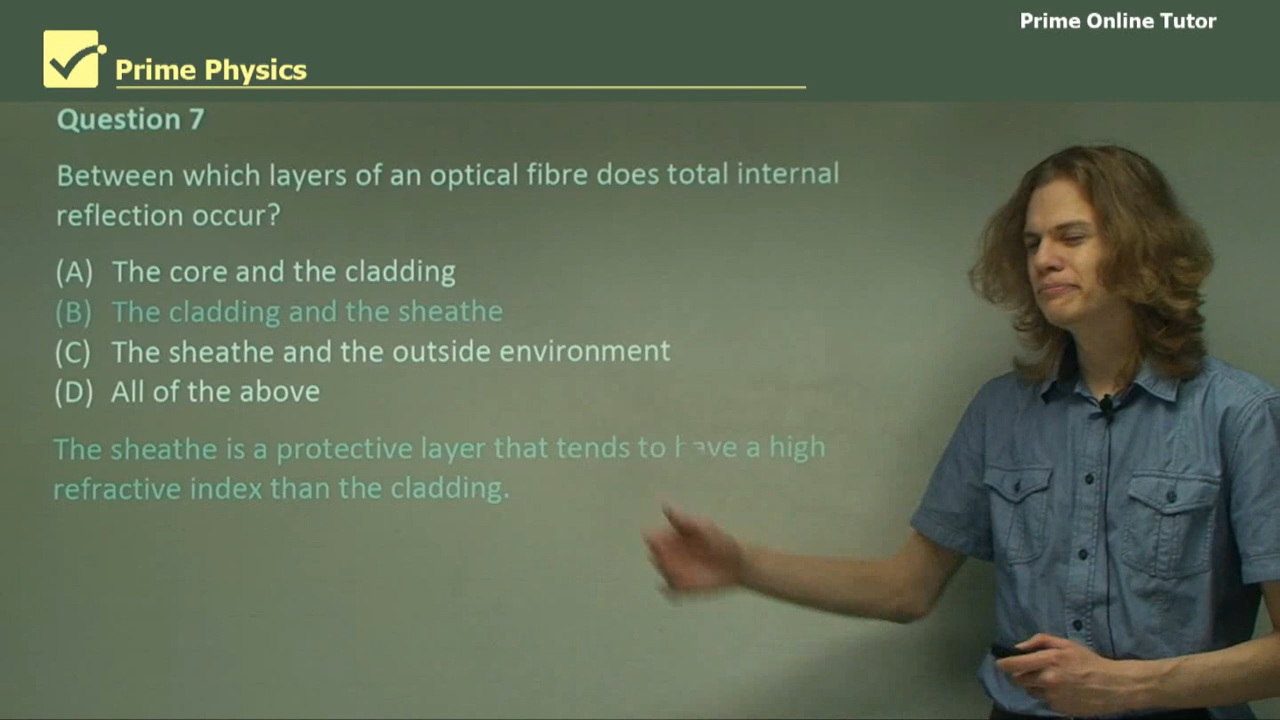 Prime Online Tutor
Prime Physics
Question 7
Between which layers of an optical fibre does total internal
reflection occur?
(A) The core and the cladding
(B) The cladding and the sheathe
(C) The sheathe and the outside environment
(D) All of the above
The sheathe is a protective layer that tends to have a high
refractive index than the cladding.